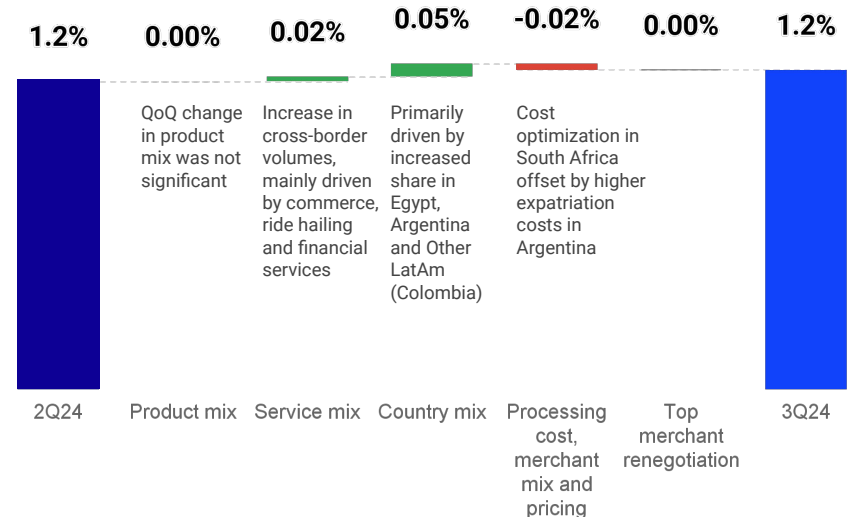 1.2%
0.00%
0.02%
0.05%
-0.02%
0.00%
1.2%
QoQ change
in product
mix was not
significant
Increase in
cross-border
volumes,
mainly driven
by commerce,
ride hailing
and financial
services
Primarily
driven by
increased
share in
Egypt,
Argentina
and Other
LatAm
(Colombia)
Cost
optimization in
South Africa
offset by higher
expatriation
costs in
Argentina
2Q24
Product mix
Service mix
Country mix
Processing
cost,
merchant
mix and
pricing
Top
merchant
renegotiation
3Q24